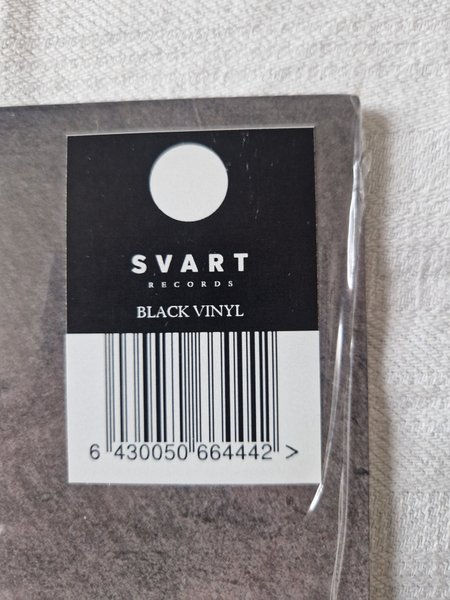 SVART
RECORDS
BLACK VINYL
6 430050 664442 >